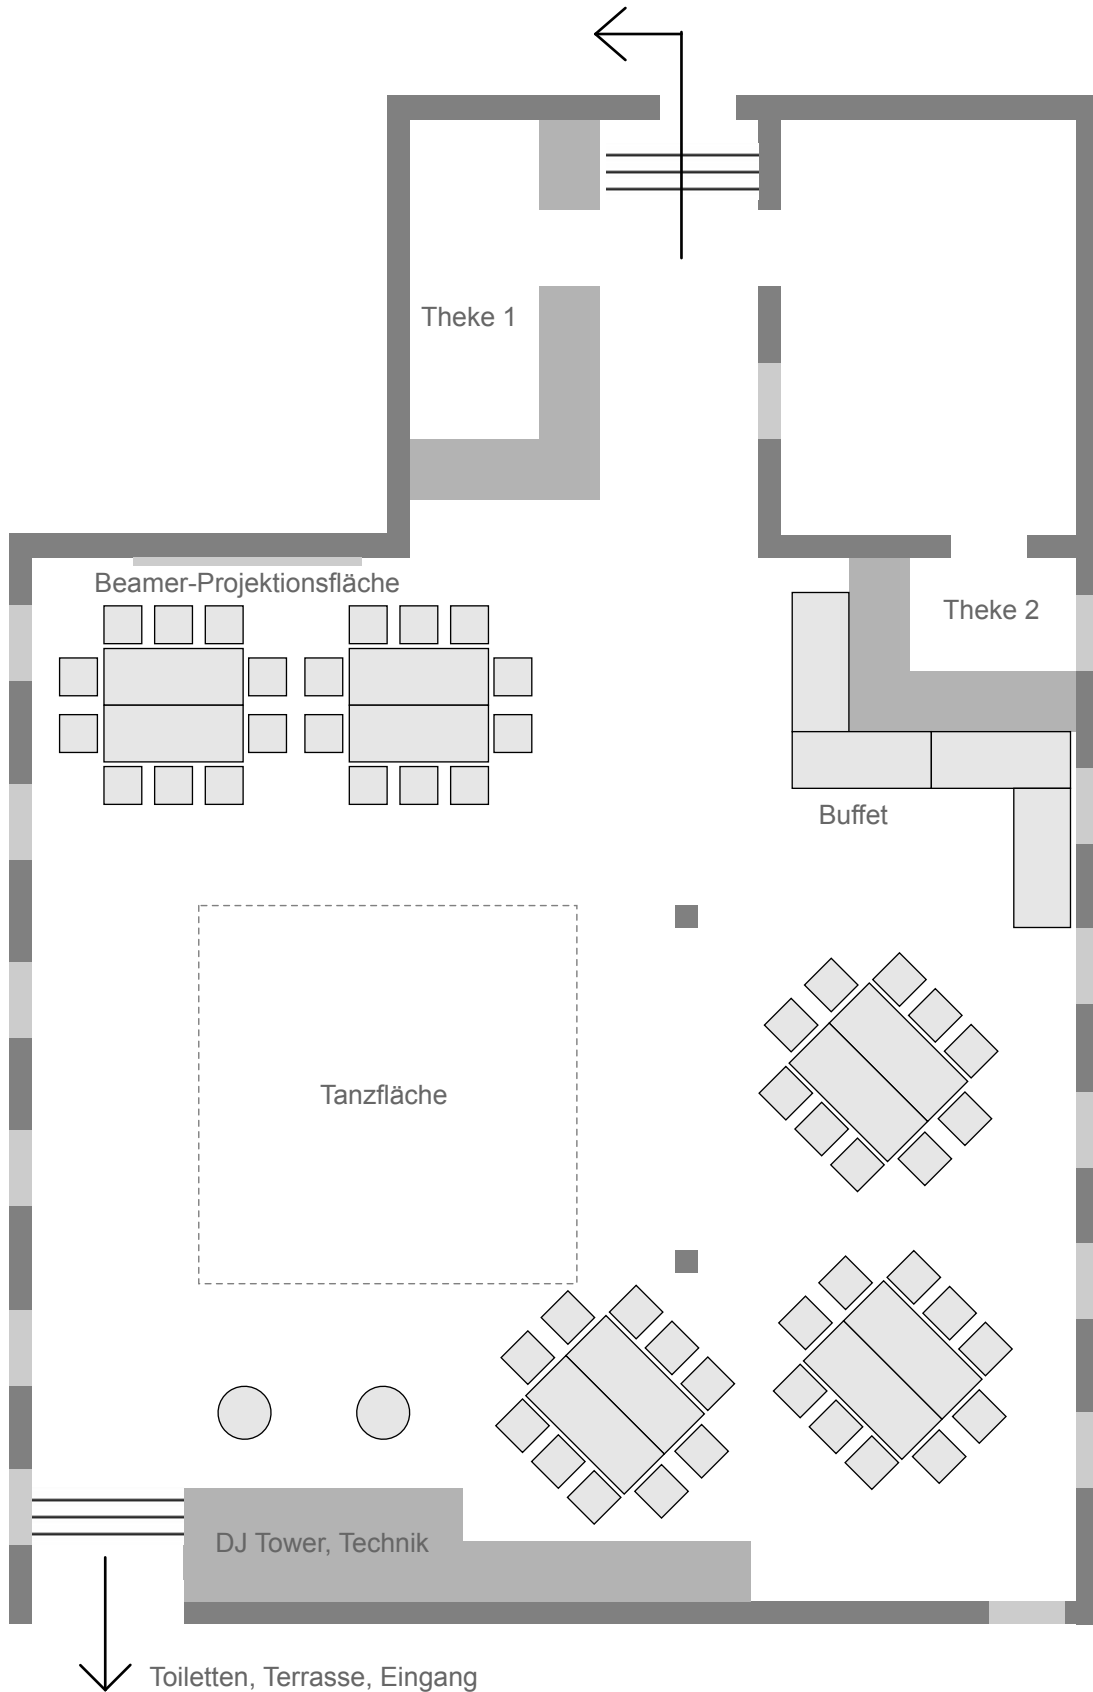 Theke 1
Beamer-Projektionsfläche
Theke 2
Buffet
Tanzfläche
DJ Tower, Technik
Toiletten, Terrasse, Eingang